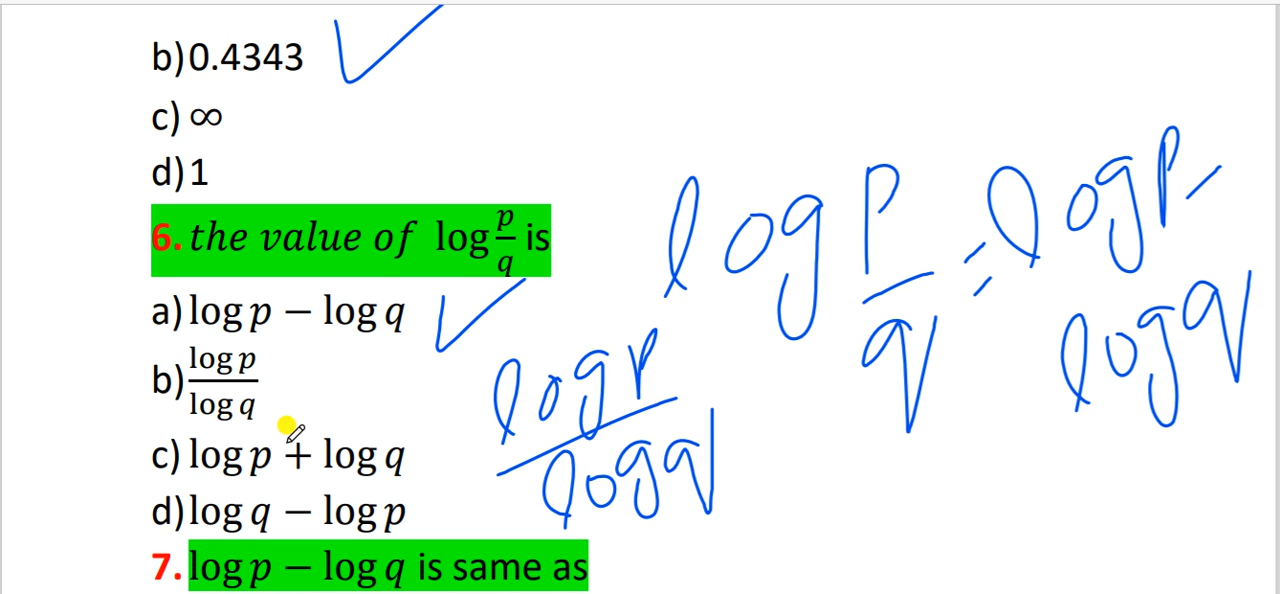 b) 0.4343
c) ∞
d) 1
6. the value of log p/q is
a) log p − log q
b) log p / log q
c) log p + log q
d) log q − log p
7. log p − log q is same as
log p/q = log p -
log q
log p / log q